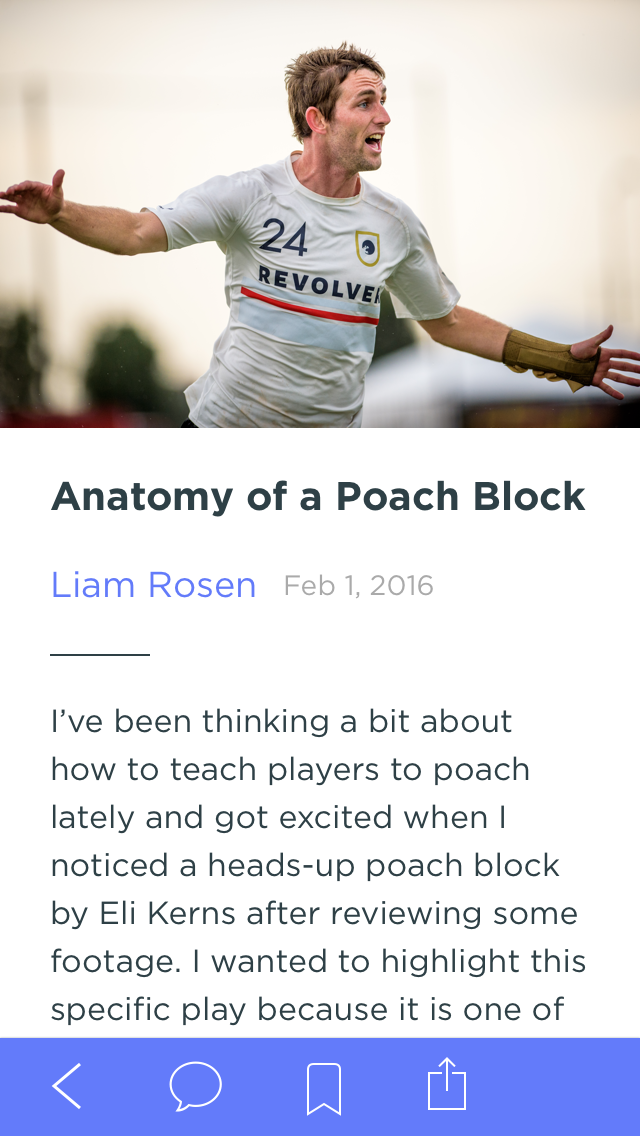 24
REVOLVER
Anatomy of a Poach Block
Liam Rosen Feb 1, 2016
I’ve been thinking a bit about
how to teach players to poach
lately and got excited when I
noticed a heads-up poach block
by Eli Kerns after reviewing some
footage. I wanted to highlight this
specific play because it is one of